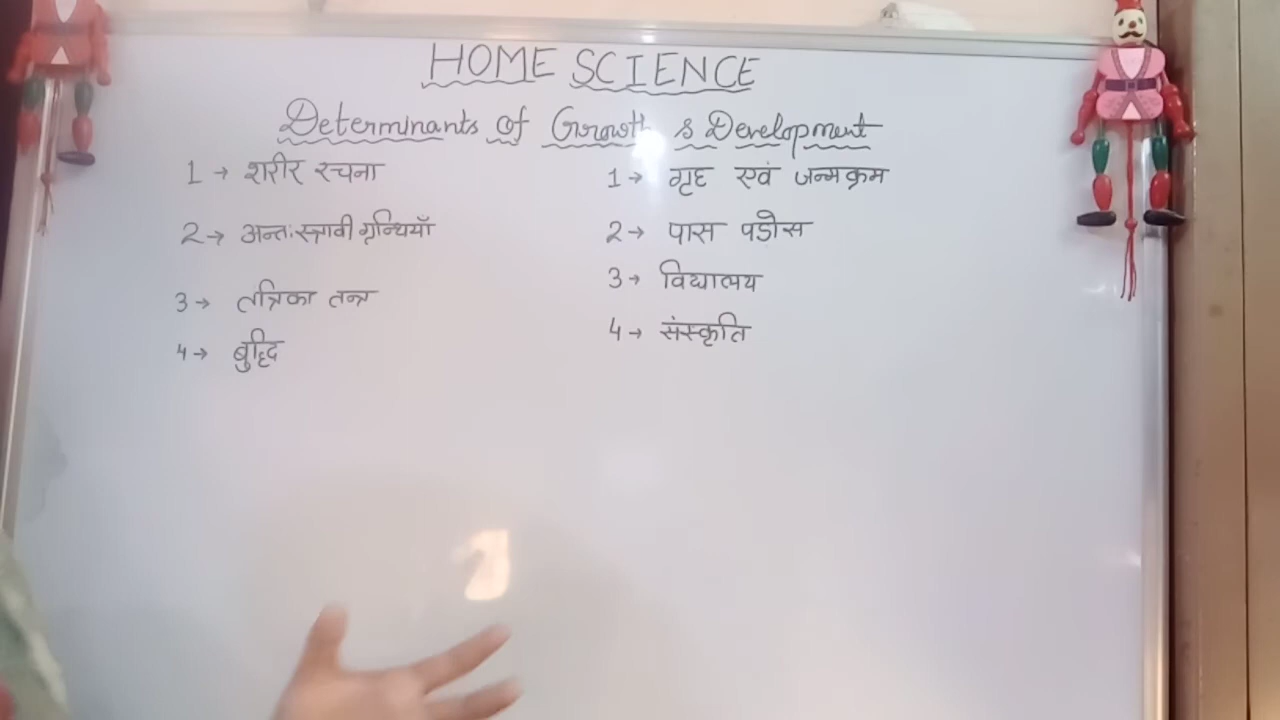 HOME SCIENCE
Determinants of Growth & Development
1 → शरीर रचना
2 → अन्तःस्त्रावी ग्रन्थियाँ
3 → तत्रिका तन्त्र
4 → बुद्धि
1 → गृह एवं जन्मक्रम
2 → पास पडोस
3 → विद्यालय
4 → संस्कृति